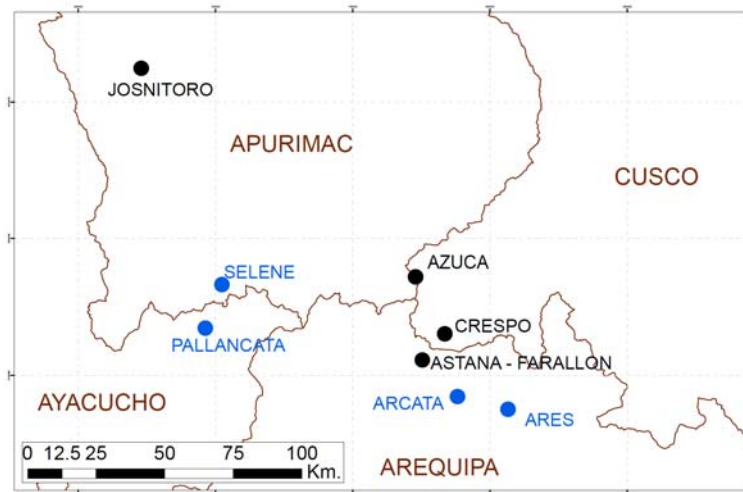 JOSNITORO
APURIMAC
CUSCO
AZUCA
SELENE
CRESPO
PALLANCATA
ASTANA - FARALLON
AYACUCHO
ARCATA
ARES
AREQUIPA
0 12.5 25 50 75 100
Km.